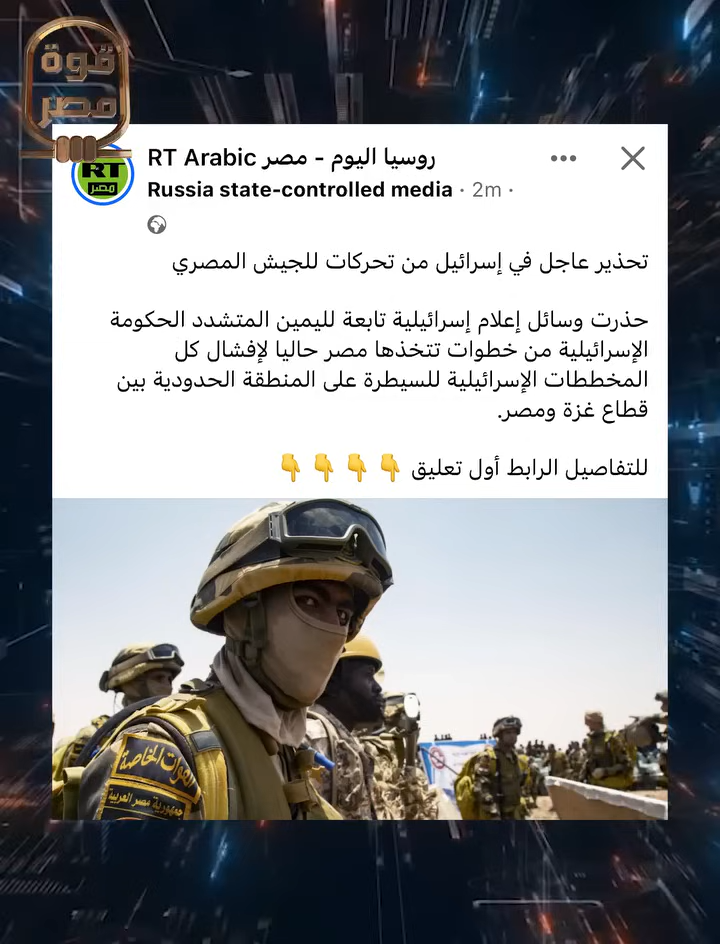 قوة
مصر
RT
مصر
RT Arabic روسيا اليوم - مصر
Russia state-controlled media · 2m ·
تحذير عاجل في إسرائيل من تحركات للجيش المصري
حذرت وسائل إعلام إسرائيلية تابعة لليمين المتشدد الحكومة
الإسرائيلية من خطوات تتخذها مصر حاليا لإفشال كل
المخططات الإسرائيلية للسيطرة على المنطقة الحدودية بين
قطاع غزة ومصر.
للتفاصيل الرابط أول تعليق 👇 👇 👇 👇
القوات الخاصة
جمهورية مصر العربية